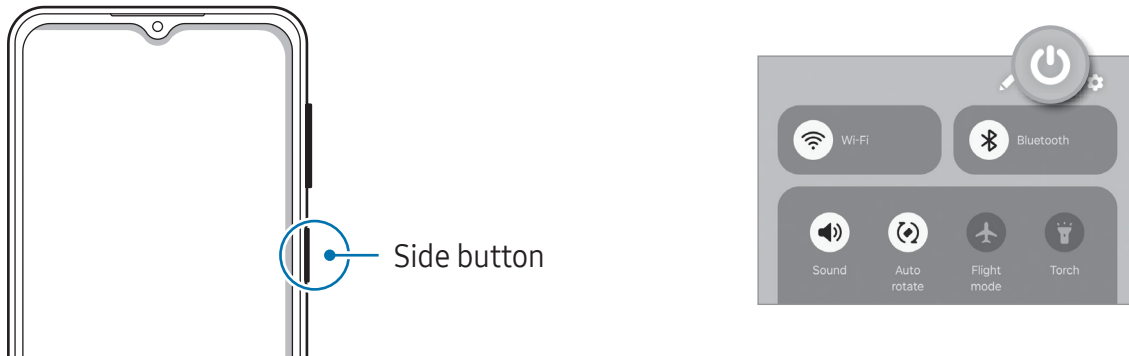 Side button
Wi-Fi
Bluetooth
Sound
Auto
rotate
Flight
mode
Torch